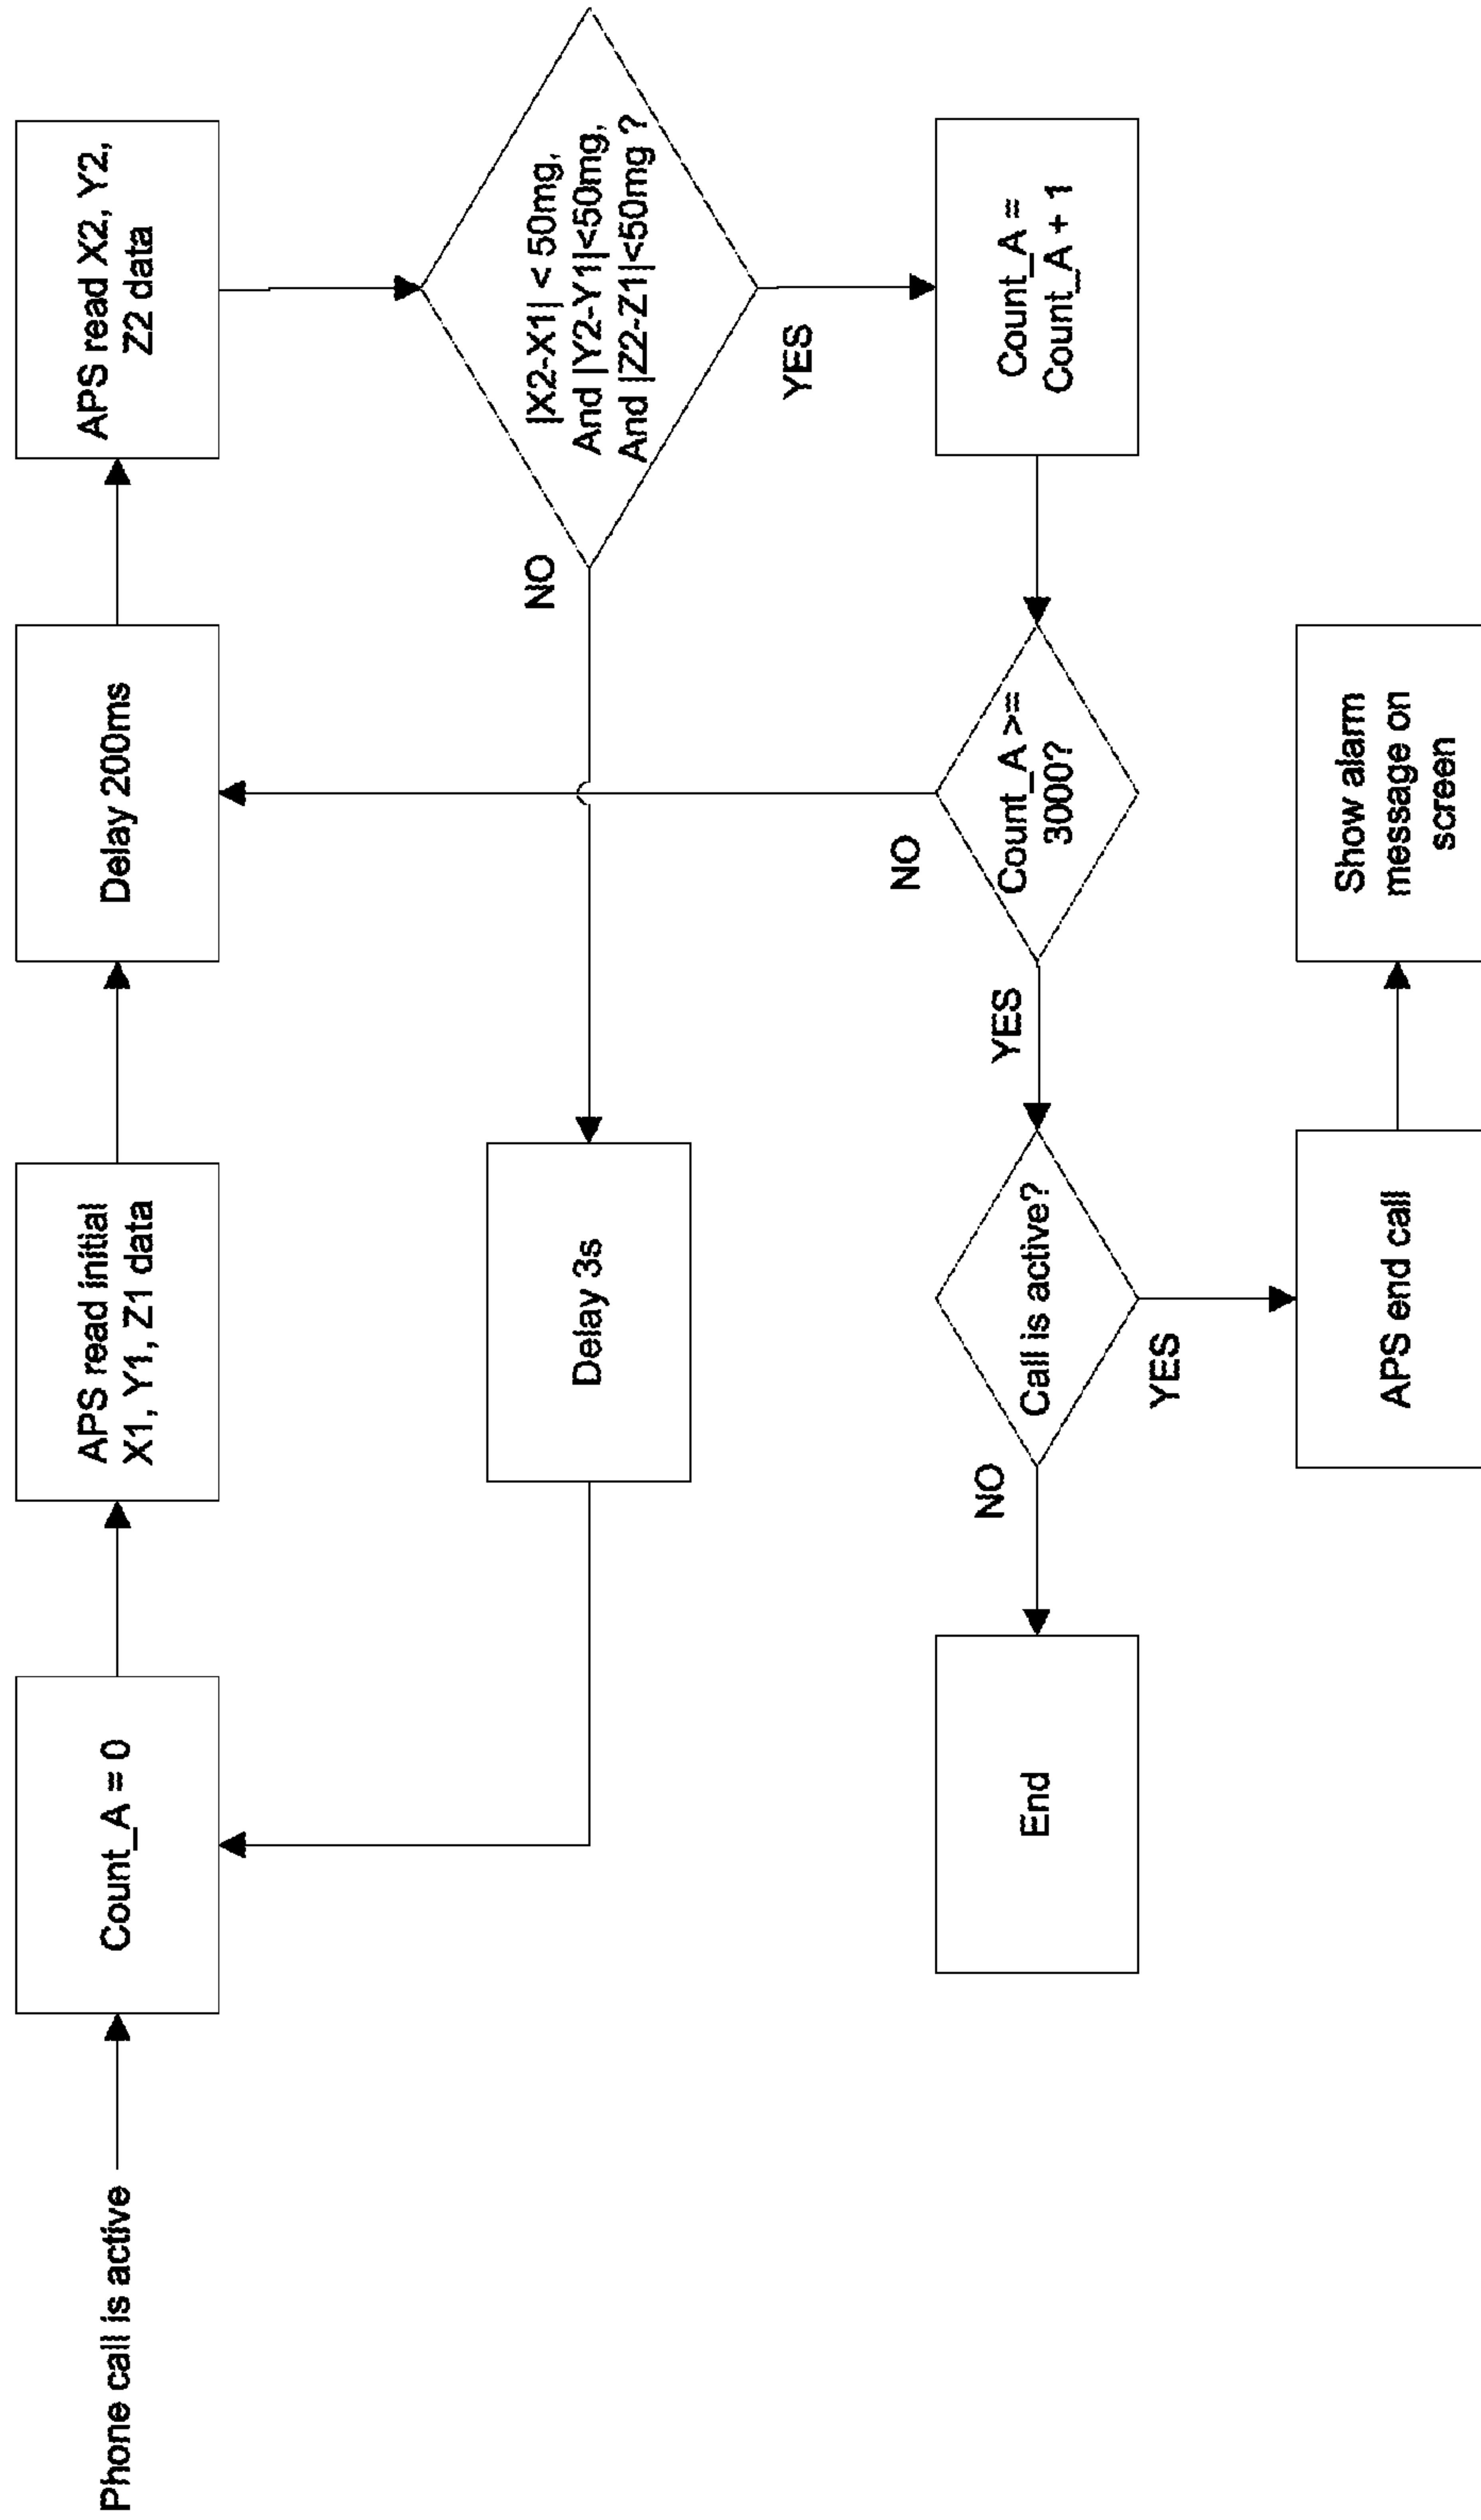 Phone call is active
Count_A = 0
APS read initial
X1, Y1, Z1 data
Delay 200ms
APS read X2, Y2,
Z2 data
|X2-X1| < 50mg,
And |Y2-Y1|<50mg,
And |Z2-Z1|<50mg ?
NO
YES
Delay 3s
Count_A =
Count_A + 1
Count_A >=
3000?
NO
YES
Call is active?
NO
YES
End
APS end call
Show alarm
message on
screen